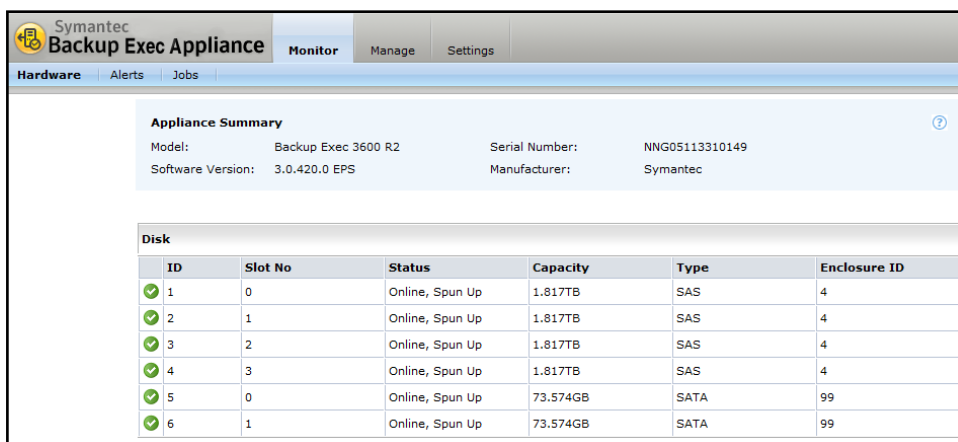 Symantec
Backup Exec Appliance
Monitor Manage Settings
Hardware Alerts Jobs
Appliance Summary
?
Model: Backup Exec 3600 R2 Serial Number: NNG05113310149
Software Version: 3.0.420.0 EPS Manufacturer: Symantec
Disk
ID Slot No Status Capacity Type Enclosure ID
1 0 Online, Spun Up 1.817TB SAS 4
2 1 Online, Spun Up 1.817TB SAS 4
3 2 Online, Spun Up 1.817TB SAS 4
4 3 Online, Spun Up 1.817TB SAS 4
5 0 Online, Spun Up 73.574GB SATA 99
6 1 Online, Spun Up 73.574GB SATA 99